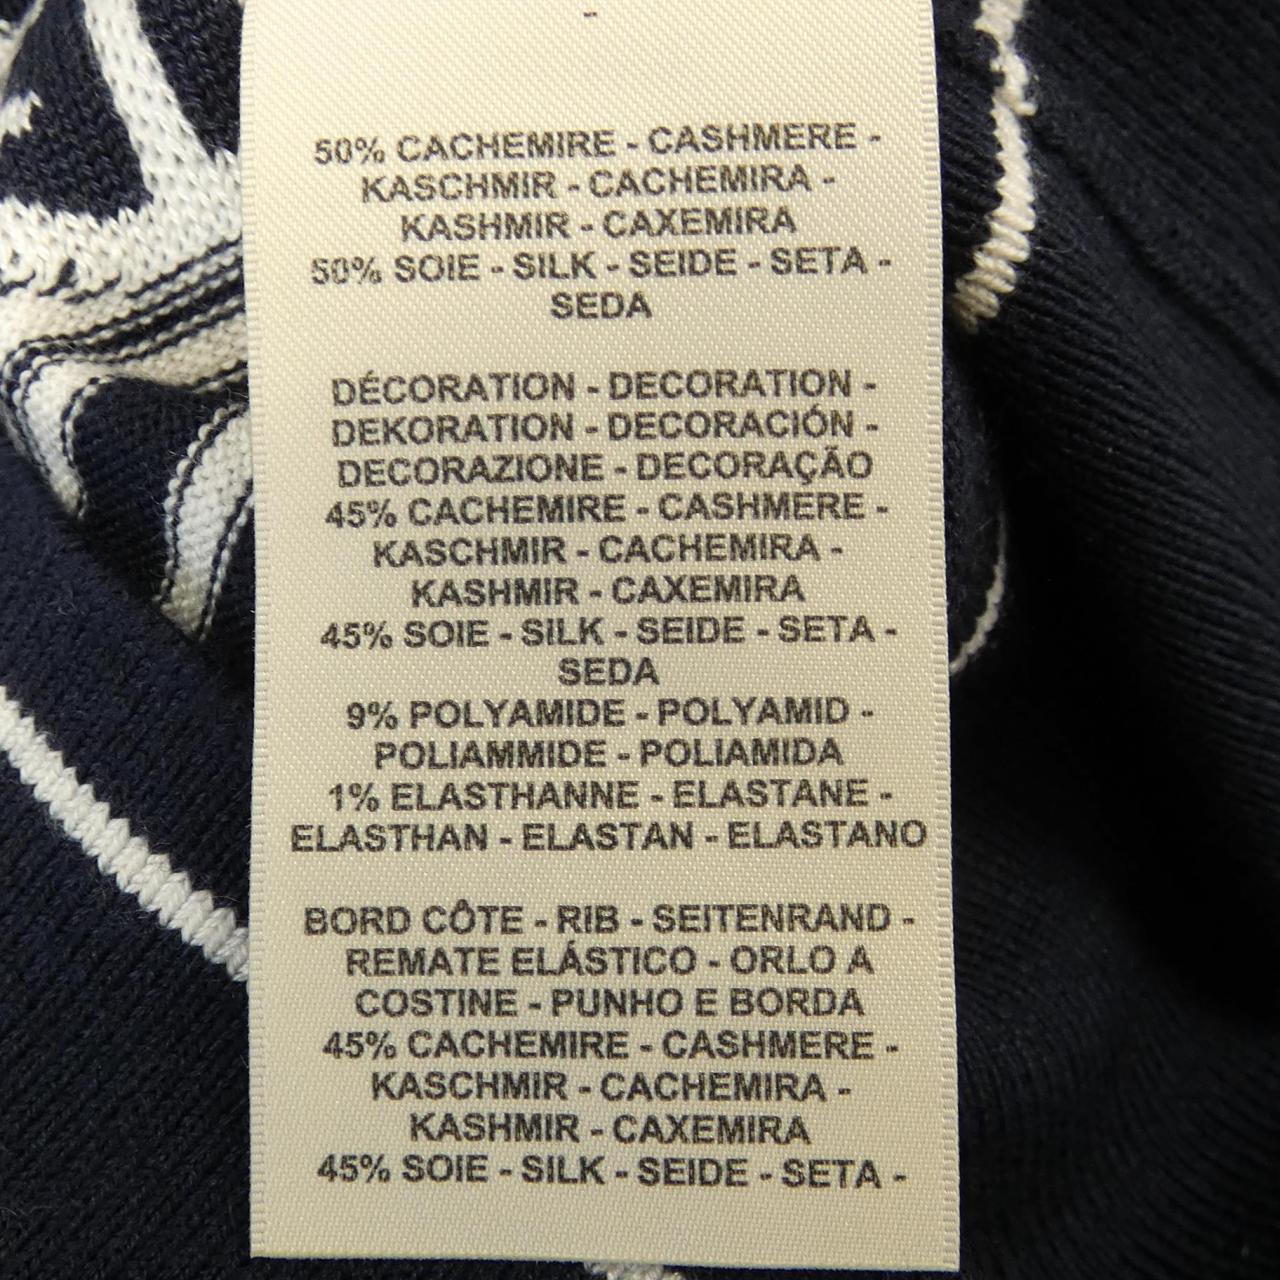 -
50% CACHEMIRE - CASHMERE -
KASCHMIR - CACHEMIRA -
KASHMIR - CAXEMIRA
50% SOIE - SILK - SEIDE - SETA -
SEDA
DÉCORATION - DECORATION -
DEKORATION - DECORACIÓN -
DECORAZIONE - DECORAÇÃO
45% CACHEMIRE - CASHMERE -
KASCHMIR - CACHEMIRA -
KASHMIR - CAXEMIRA
45% SOIE - SILK - SEIDE - SETA -
SEDA
9% POLYAMIDE - POLYAMID -
POLIAMMIDE - POLIAMIDA
1% ELASTHANNE - ELASTANE -
ELASTHAN - ELASTAN - ELASTANO
BORD CÔTE - RIB - SEITENRAND -
REMATE ELÁSTICO - ORLO A
COSTINE - PUNHO E BORDA
45% CACHEMIRE - CASHMERE -
KASCHMIR - CACHEMIRA -
KASHMIR - CAXEMIRA
45% SOIE - SILK - SEIDE - SETA -